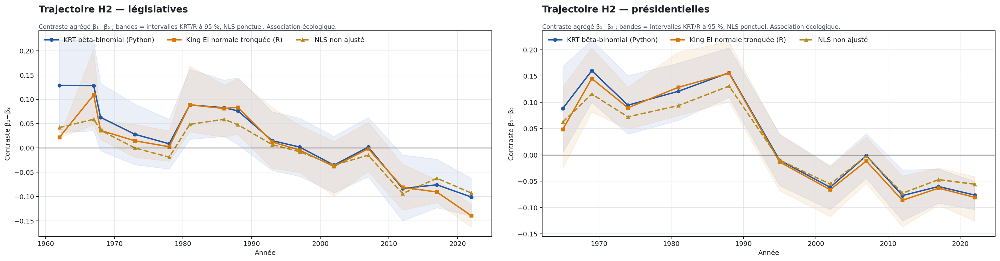 Trajectoire H2 — législatives
Contraste agrégé β₁−β₂ ; bandes = intervalles KRT/R à 95 %, NLS ponctuel. Association écologique.
KRT bêta-binomial (Python) King EI normale tronquée (R) NLS non ajusté
0.20
0.15
0.10
0.05
0.00
−0.05
−0.10
−0.15
Contraste β₁−β₂
1960 1970 1980 1990 2000 2010 2020
Année
Trajectoire H2 — présidentielles
Contraste agrégé β₁−β₂ ; bandes = intervalles KRT/R à 95 %, NLS ponctuel. Association écologique.
KRT bêta-binomial (Python) King EI normale tronquée (R) NLS non ajusté
0.20
0.15
0.10
0.05
0.00
−0.05
−0.10
−0.15
Contraste β₁−β₂
1970 1980 1990 2000 2010 2020
Année